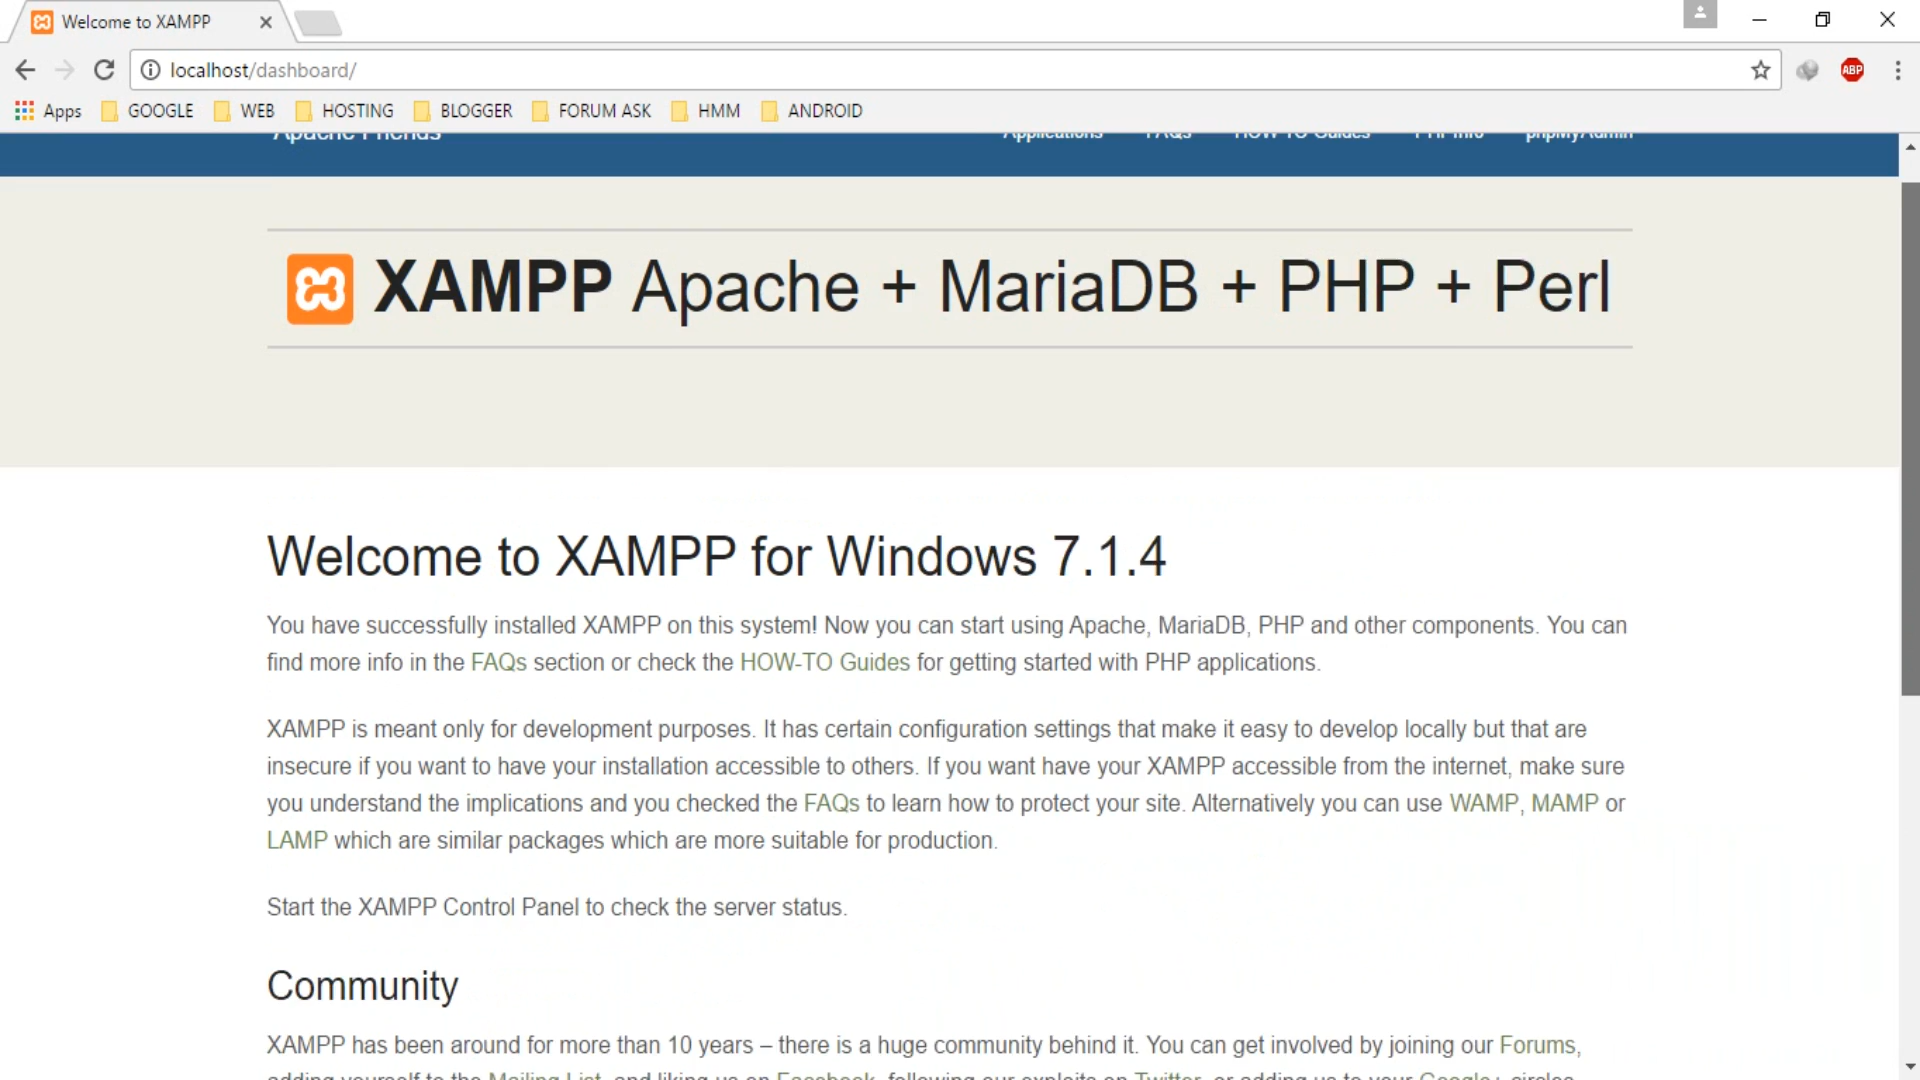 Welcome to XAMPP
localhost/dashboard/
ABP
Apps GOOGLE WEB HOSTING BLOGGER FORUM ASK HMM ANDROID
Apache Friends Applications FAQs HOW-TO Guides PHPInfo phpMyAdmin
XAMPP Apache + MariaDB + PHP + Perl
Welcome to XAMPP for Windows 7.1.4
You have successfully installed XAMPP on this system! Now you can start using Apache, MariaDB, PHP and other components. You can
find more info in the FAQs section or check the HOW-TO Guides for getting started with PHP applications.
XAMPP is meant only for development purposes. It has certain configuration settings that make it easy to develop locally but that are
insecure if you want to have your installation accessible to others. If you want have your XAMPP accessible from the internet, make sure
you understand the implications and you checked the FAQs to learn how to protect your site. Alternatively you can use WAMP, MAMP or
LAMP which are similar packages which are more suitable for production.
Start the XAMPP Control Panel to check the server status.
Community
XAMPP has been around for more than 10 years – there is a huge community behind it. You can get involved by joining our Forums,
adding yourself to the Mailing List, and liking us on Facebook, following our exploits on Twitter, or adding us to your Google+ circles.